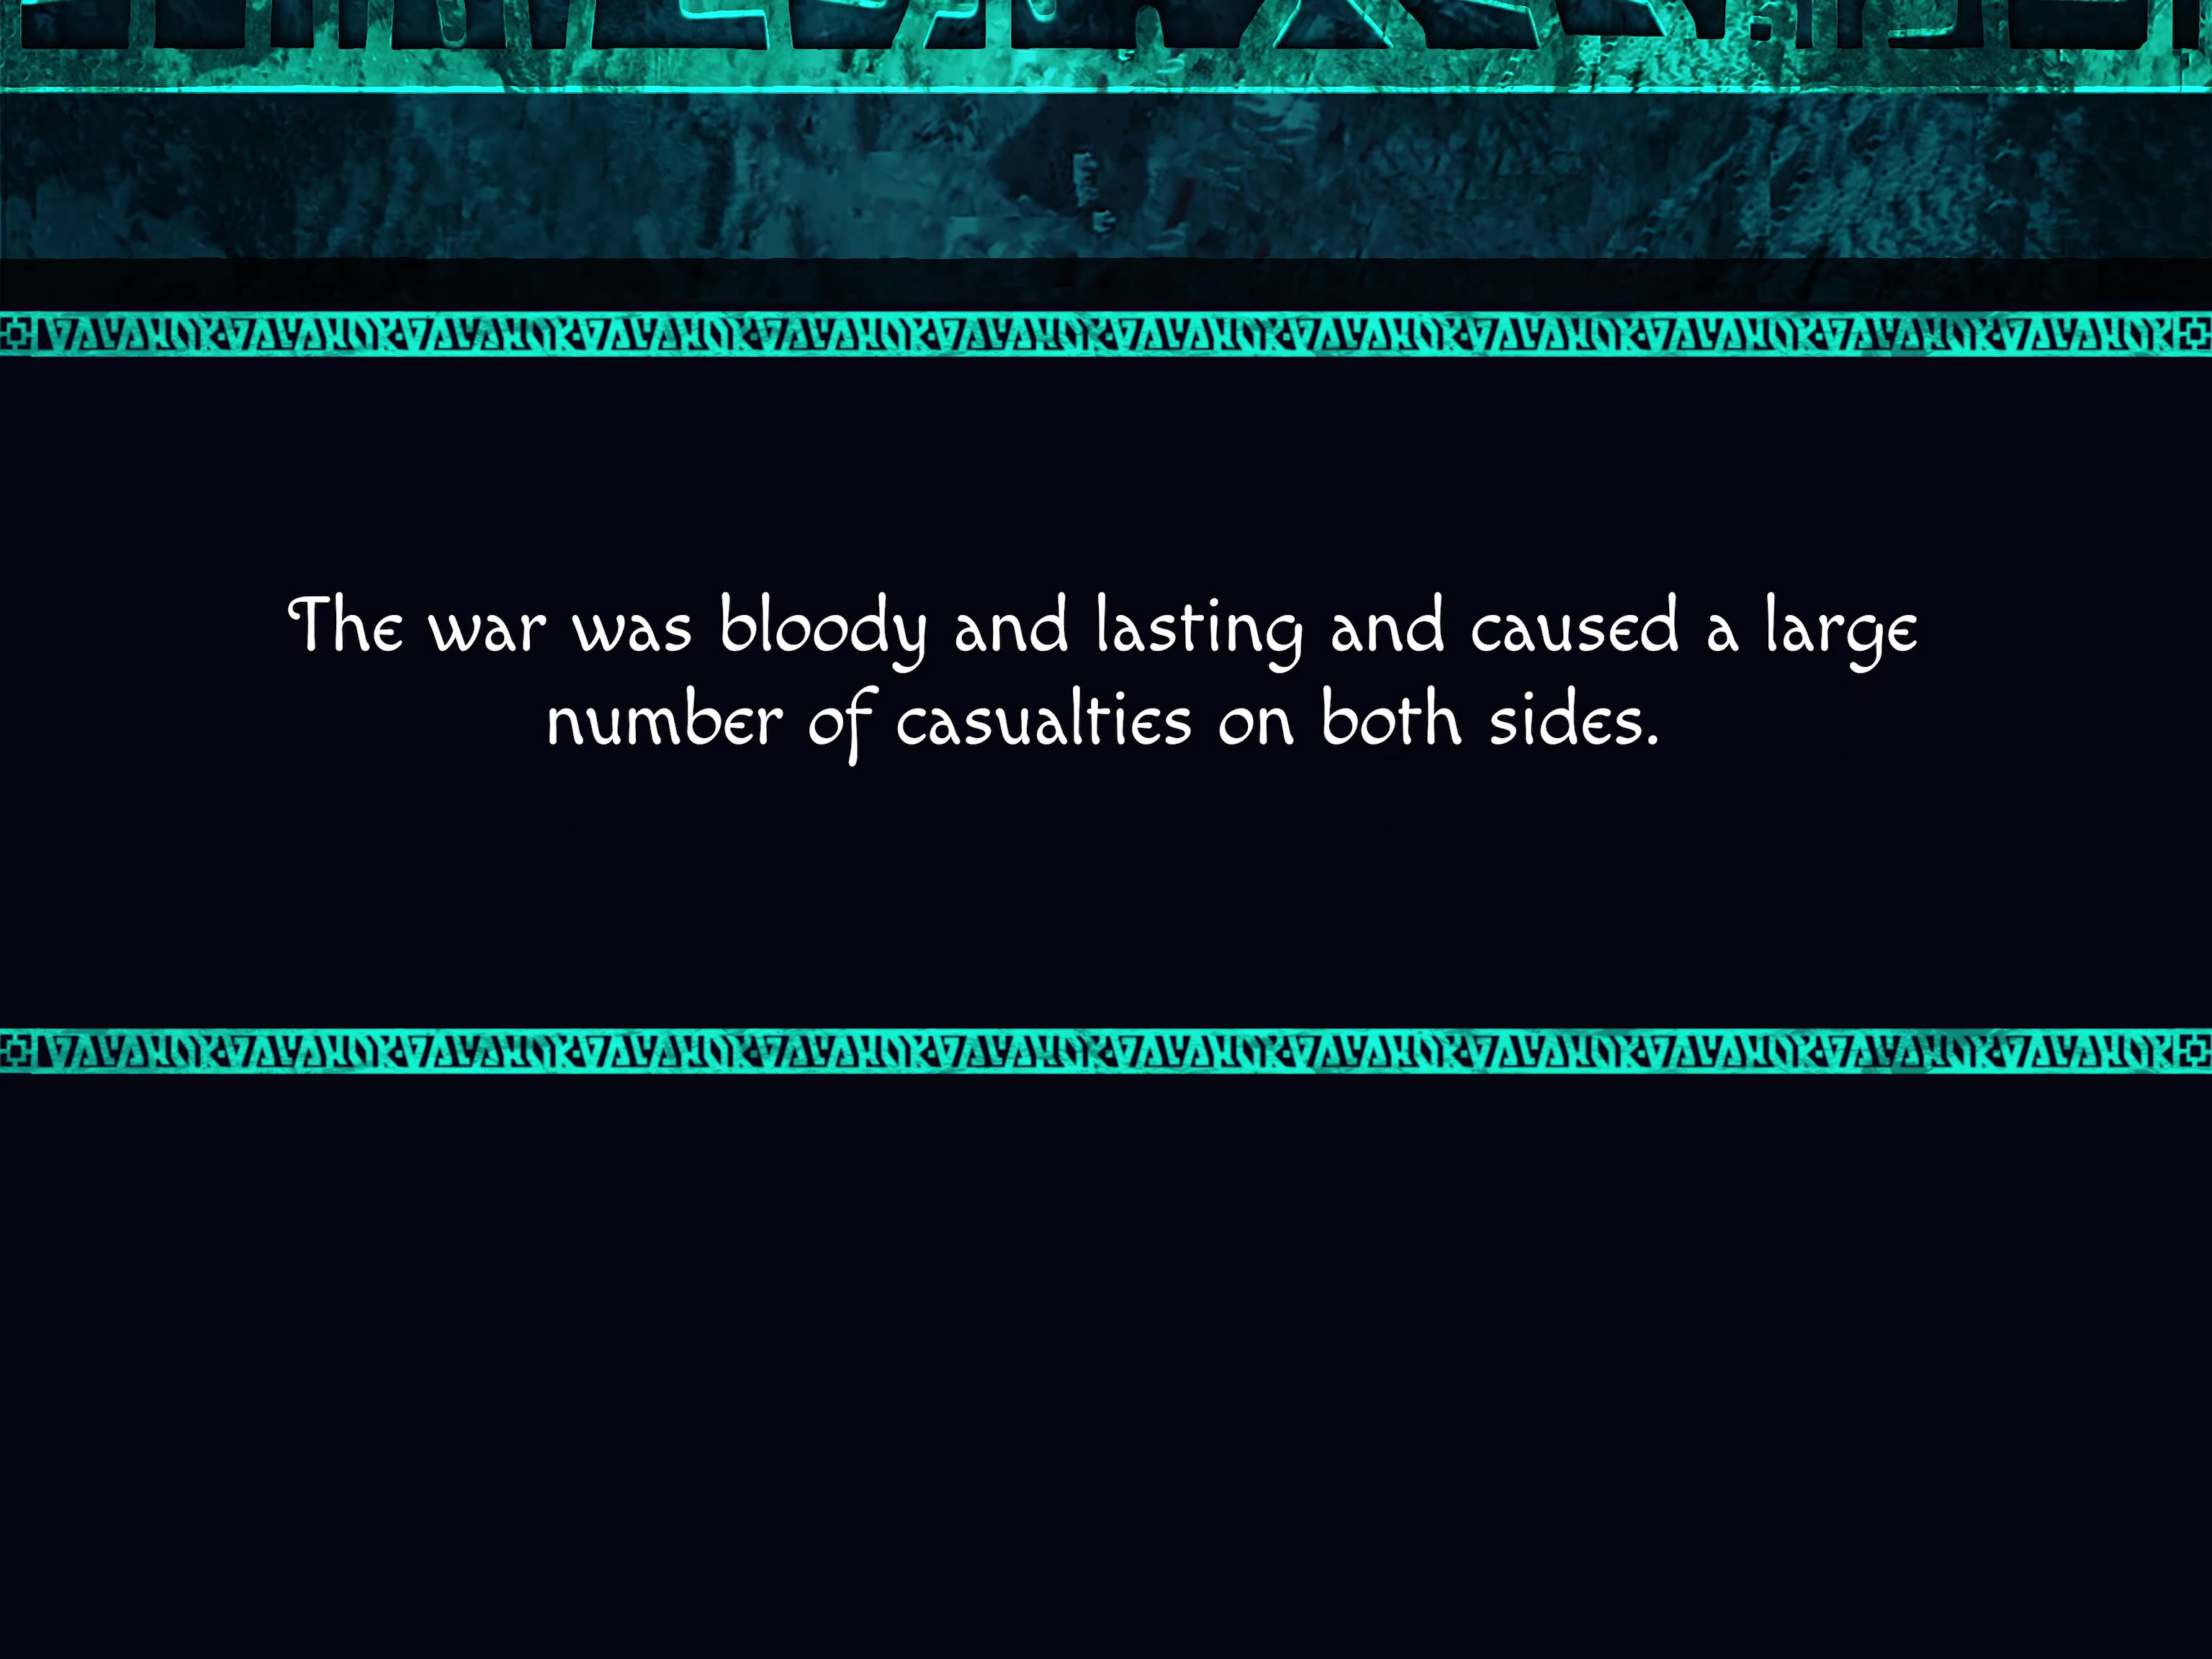 The war was bloody and lasting and caused a large
number of casualties on both sides.